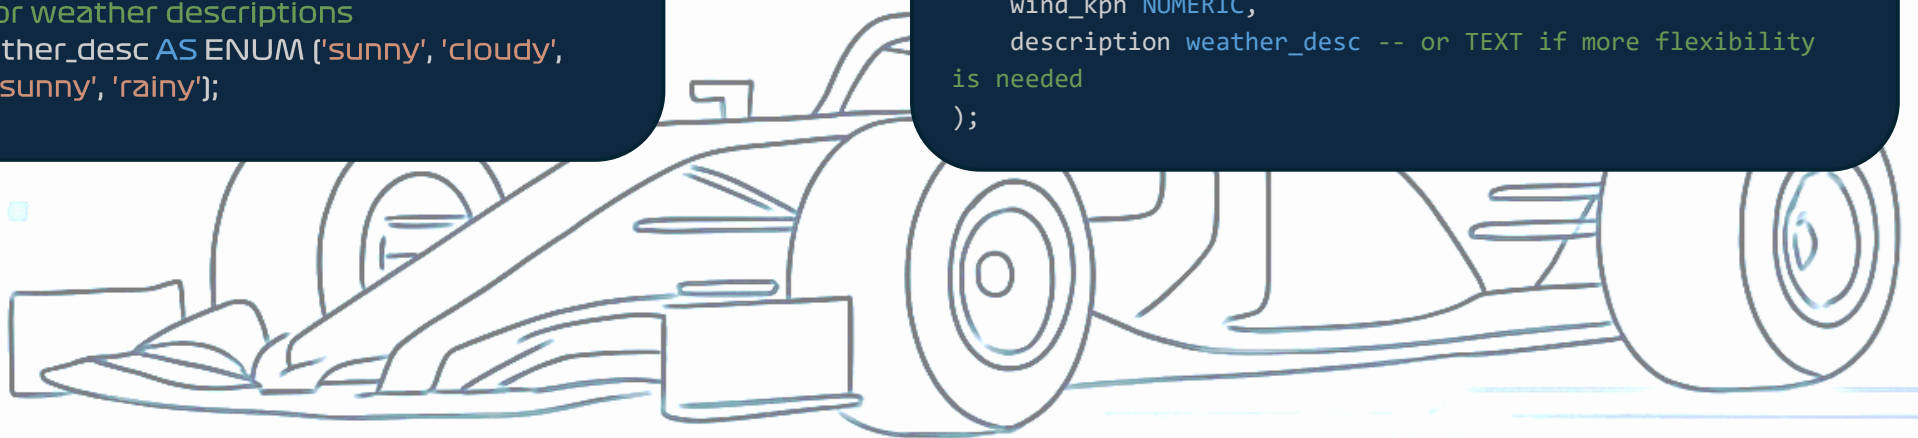 or weather descriptions
ther_desc AS ENUM ('sunny', 'cloudy',
sunny', 'rainy');
wind_kph NUMERIC,
description weather_desc -- or TEXT if more flexibility
is needed
);